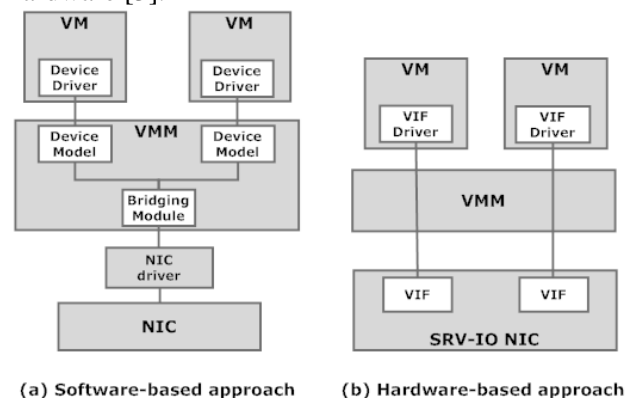 VM
VM
Device
Driver
Device
Driver
VMM
Device
Model
Device
Model
Bridging
Module
NIC
driver
NIC
(a) Software-based approach
VM
VM
VIF
Driver
VIF
Driver
VMM
VIF
VIF
SRV-IO NIC
(b) Hardware-based approach